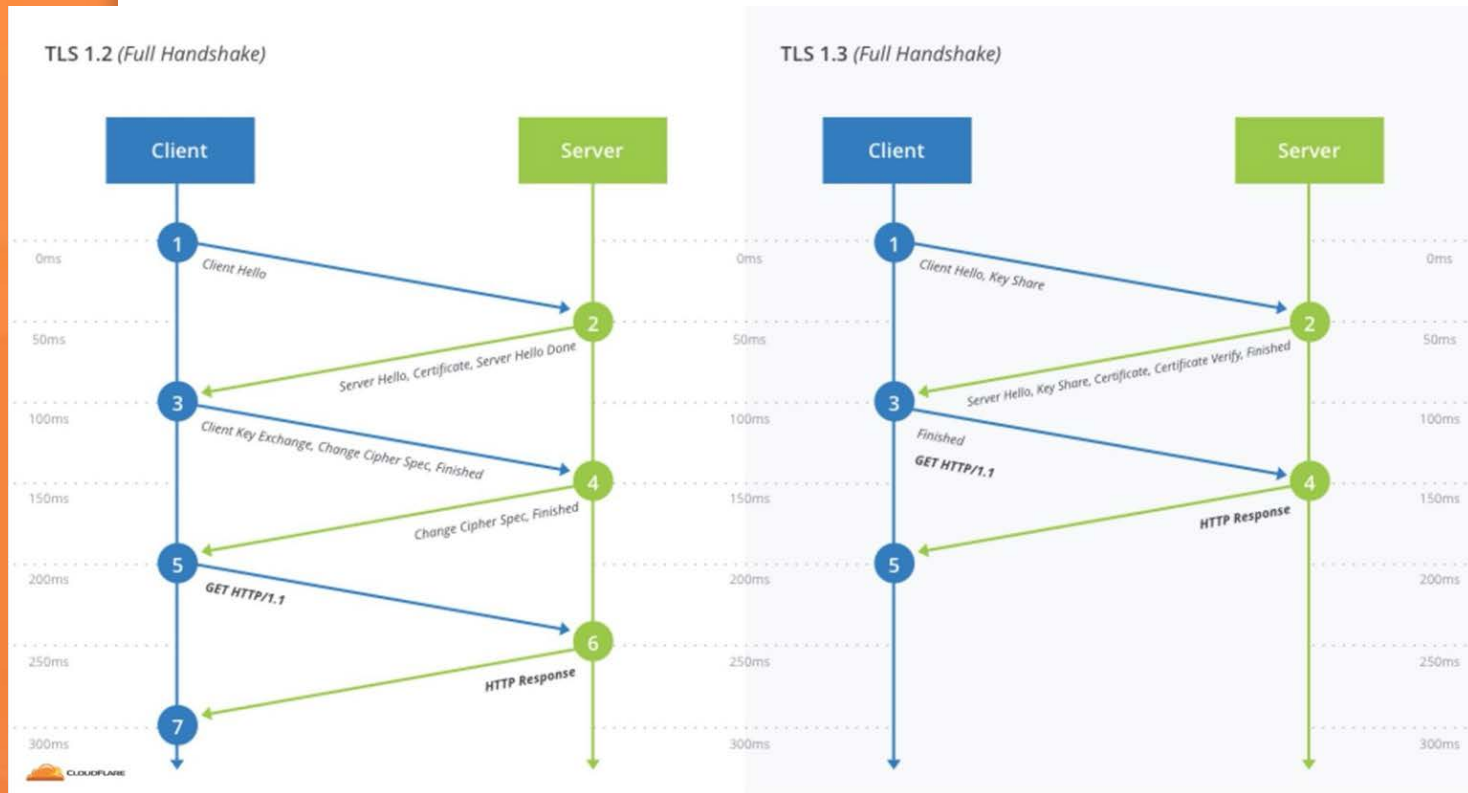 TLS 1.2 (Full Handshake)
Client
Server
1
0ms
Client Hello
2
50ms
Server Hello, Certificate, Server Hello Done
3
100ms
Client Key Exchange, Change Cipher Spec, Finished
4
150ms
Change Cipher Spec, Finished
5
200ms
GET HTTP/1.1
6
250ms
HTTP Response
7
300ms
CLOUDFLARE
TLS 1.3 (Full Handshake)
Client
Server
0ms
1
0ms
Client Hello, Key Share
50ms
2
50ms
Server Hello, Key Share, Certificate, Certificate Verify, Finished
100ms
3
100ms
Finished
GET HTTP/1.1
150ms
4
150ms
HTTP Response
200ms
5
200ms
250ms
250ms
300ms
300ms